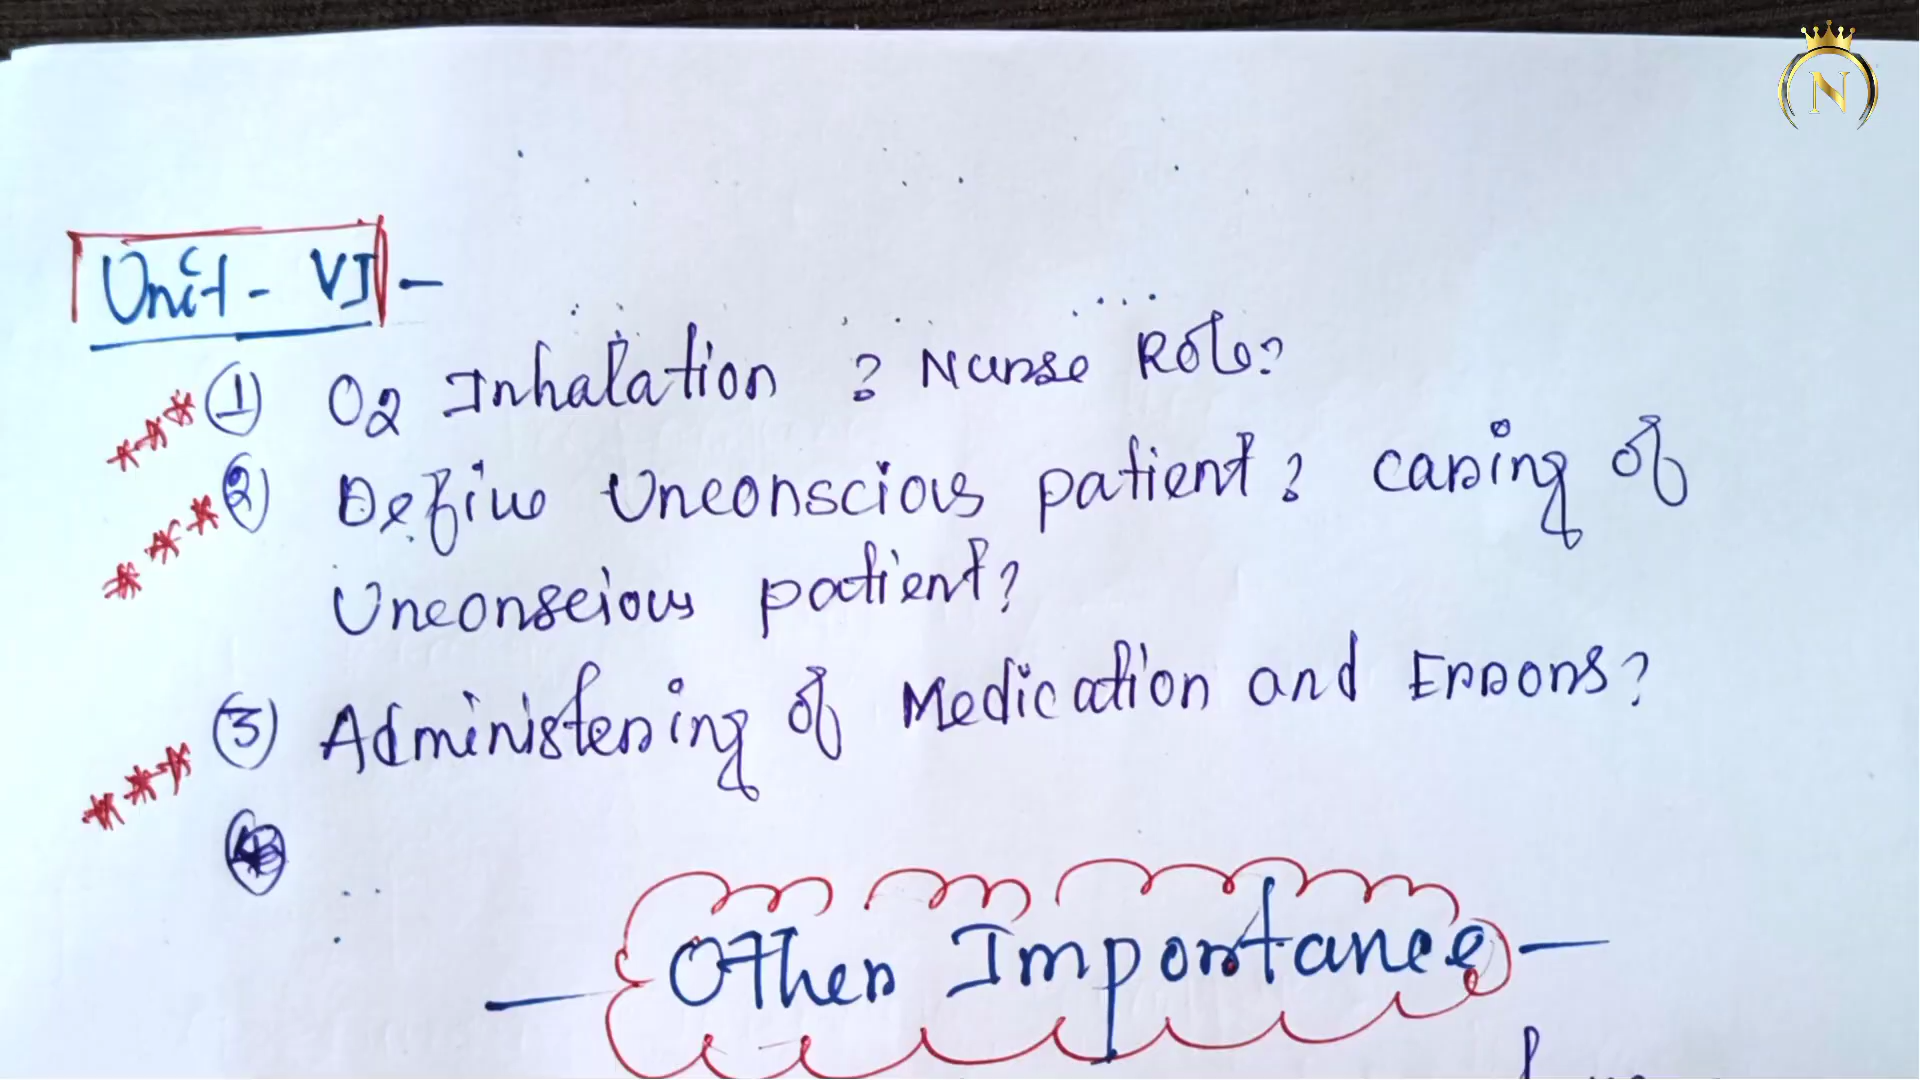 N
Unit - VI -
① O2 Inhalation ? Nurse Role?
② Define Unconscious patient? caring of
Unconscious patient?
③ Administering of Medication and Errors?
Other Importance